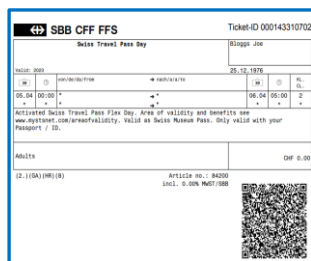 SBB CFF FFS
Ticket-ID 000143310702
Swiss Travel Pass Day
Bloggs Joe
Valid: 2023
25.12.1976
von/de/da/from → nach/a/a/to
KL.
CL.
05.04 00:00 * →* 06.04 05:00 2
* * * →* * * *
Activated Swiss Travel Pass Flex Day. Area of validity and benefits see
www.mystsnet.com/areaofvalidity. Valid as Swiss Museum Pass. Only valid with your
Passport / ID.
Adults
CHF 0.00
(2.)(GA)(HR)(8)
Article no.: 84200
incl. 0.00% MWST/SBB